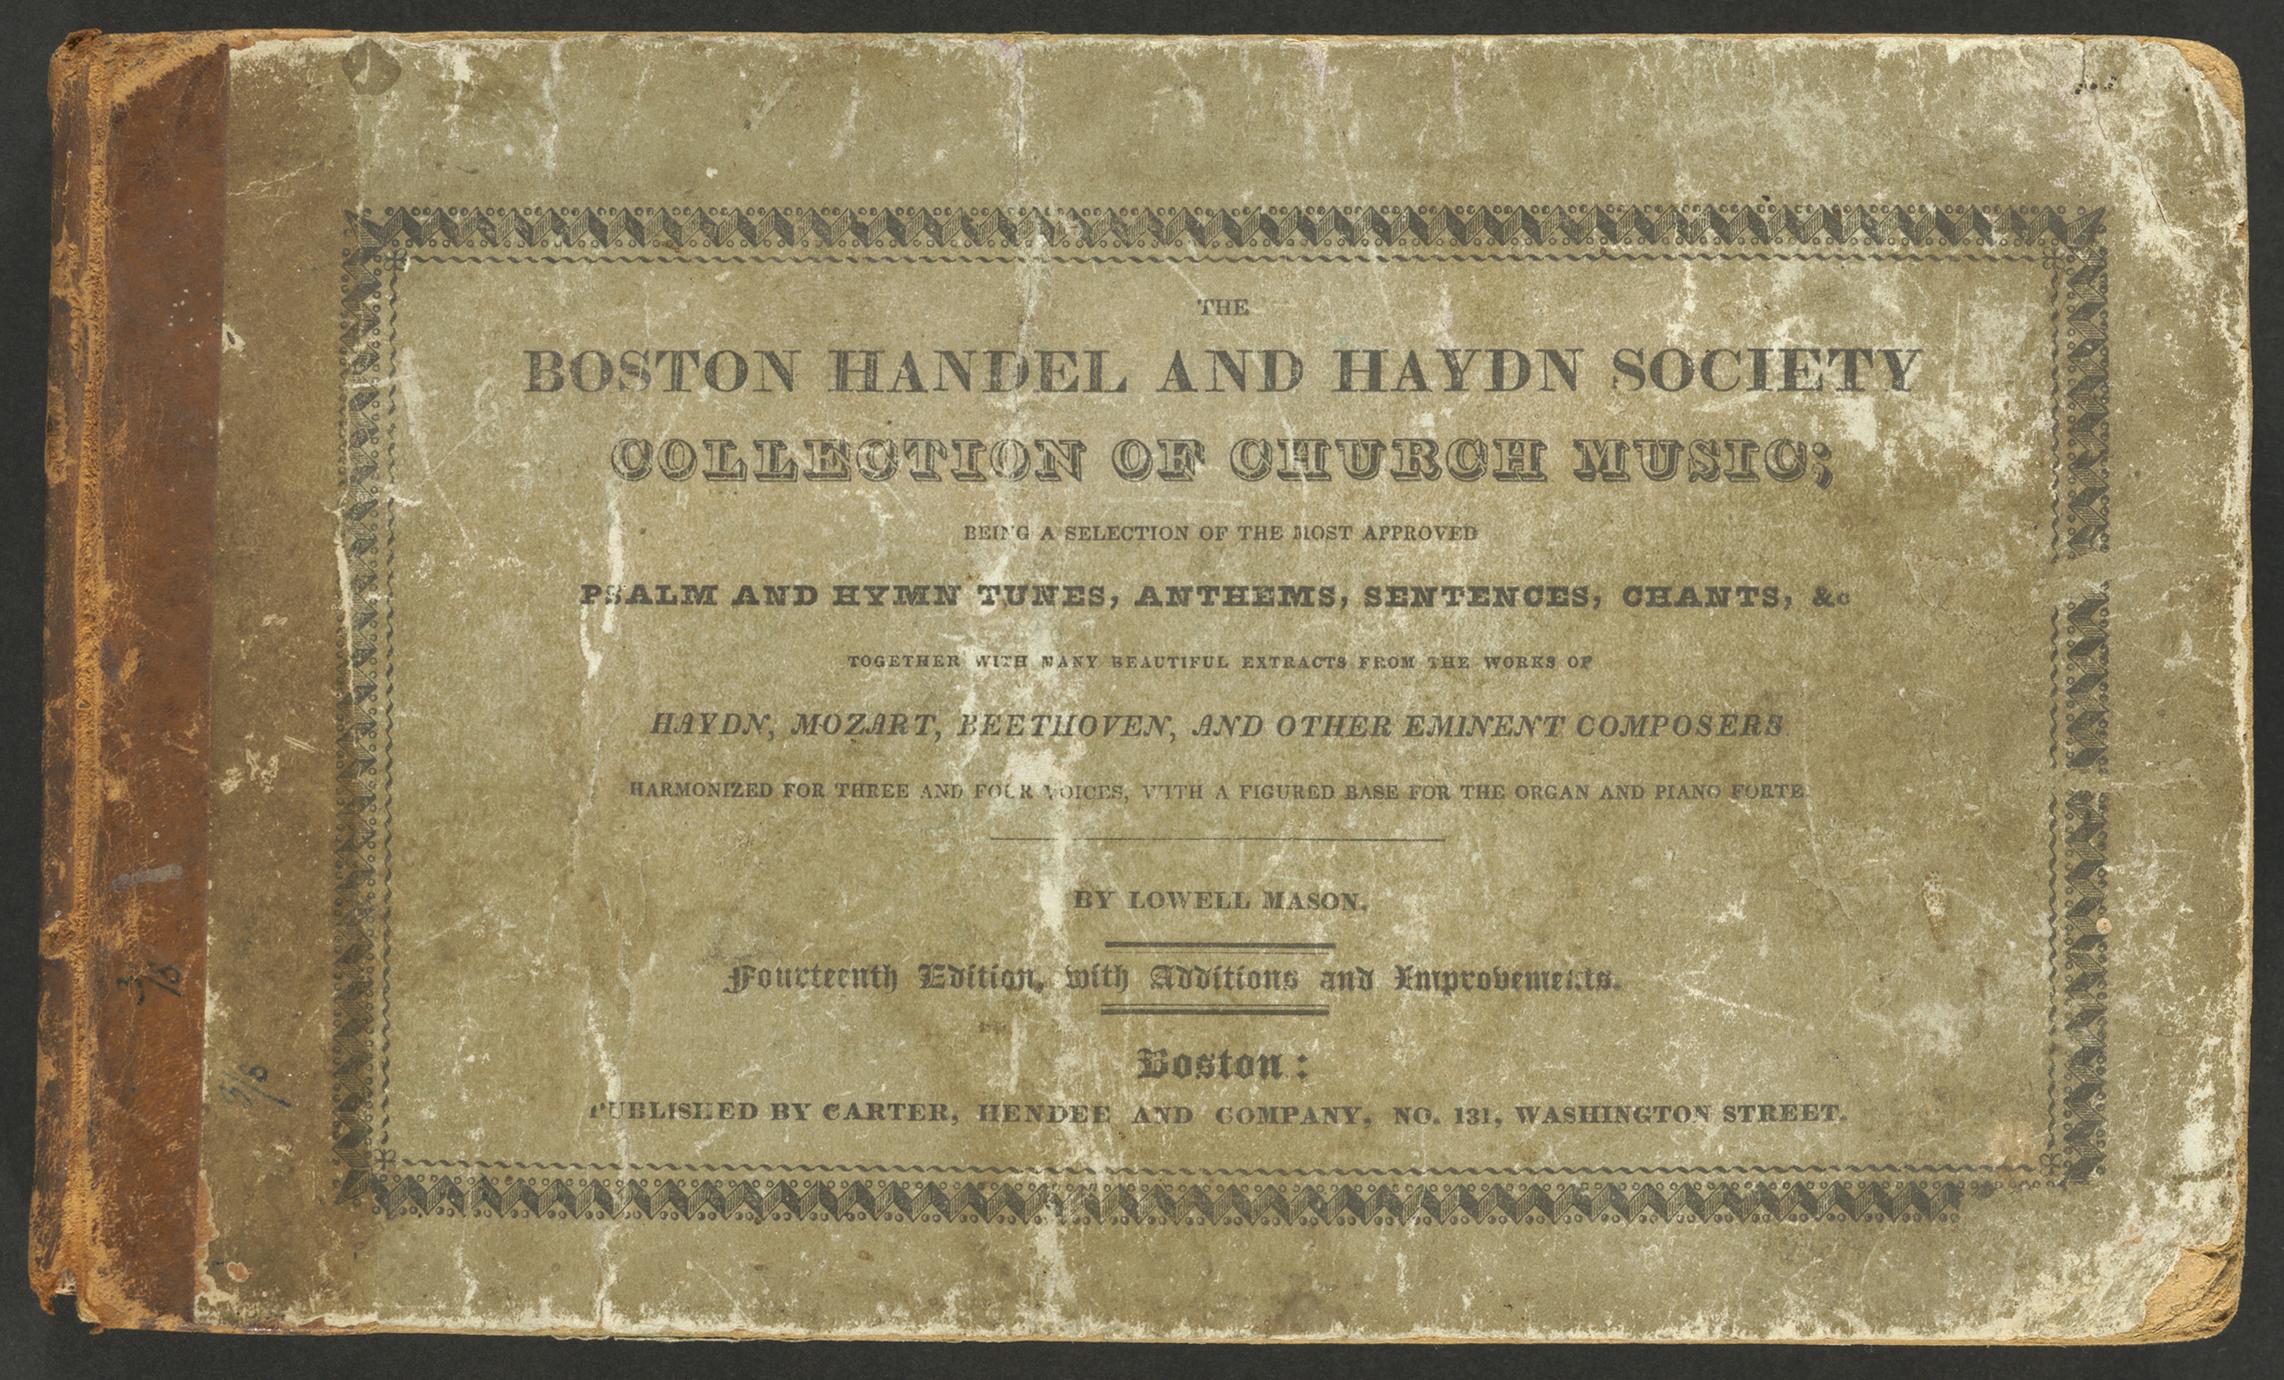 THE
BOSTON HANDEL AND HAYDN SOCIETY
COLLECTION OF CHURCH MUSIC;
BEING A SELECTION OF THE MOST APPROVED
PSALM AND HYMN TUNES, ANTHEMS, SENTENCES, CHANTS, &c
TOGETHER WITH MANY BEAUTIFUL EXTRACTS FROM THE WORKS OF
HAYDN, MOZART, BEETHOVEN, AND OTHER EMINENT COMPOSERS
HARMONIZED FOR THREE AND FOUR VOICES, WITH A FIGURED BASE FOR THE ORGAN AND PIANO FORTE.
BY LOWELL MASON.
Fourteenth Edition, with Additions and Improvements.
Boston:
PUBLISHED BY CARTER, HENDEE AND COMPANY, NO. 131, WASHINGTON STREET.